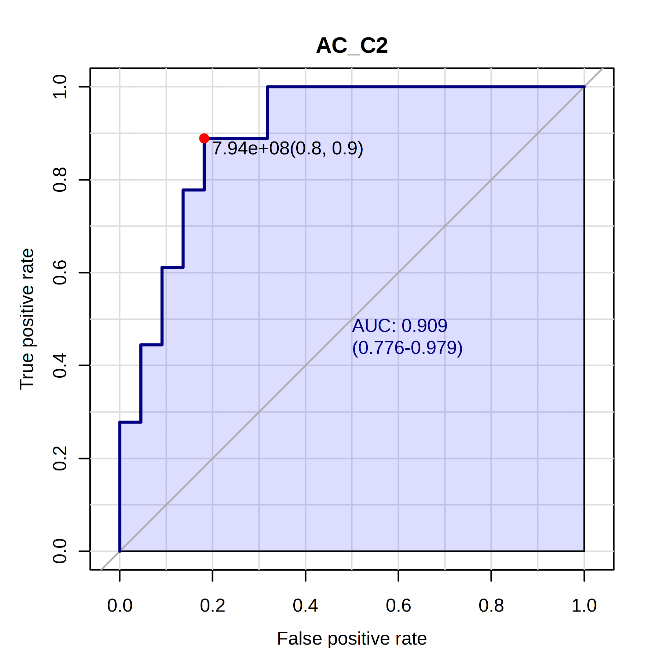 AC_C2
1.0
0.8
0.6
0.4
0.2
0.0
True positive rate
7.94e+08(0.8, 0.9)
AUC: 0.909
(0.776-0.979)
0.0 0.2 0.4 0.6 0.8 1.0
False positive rate